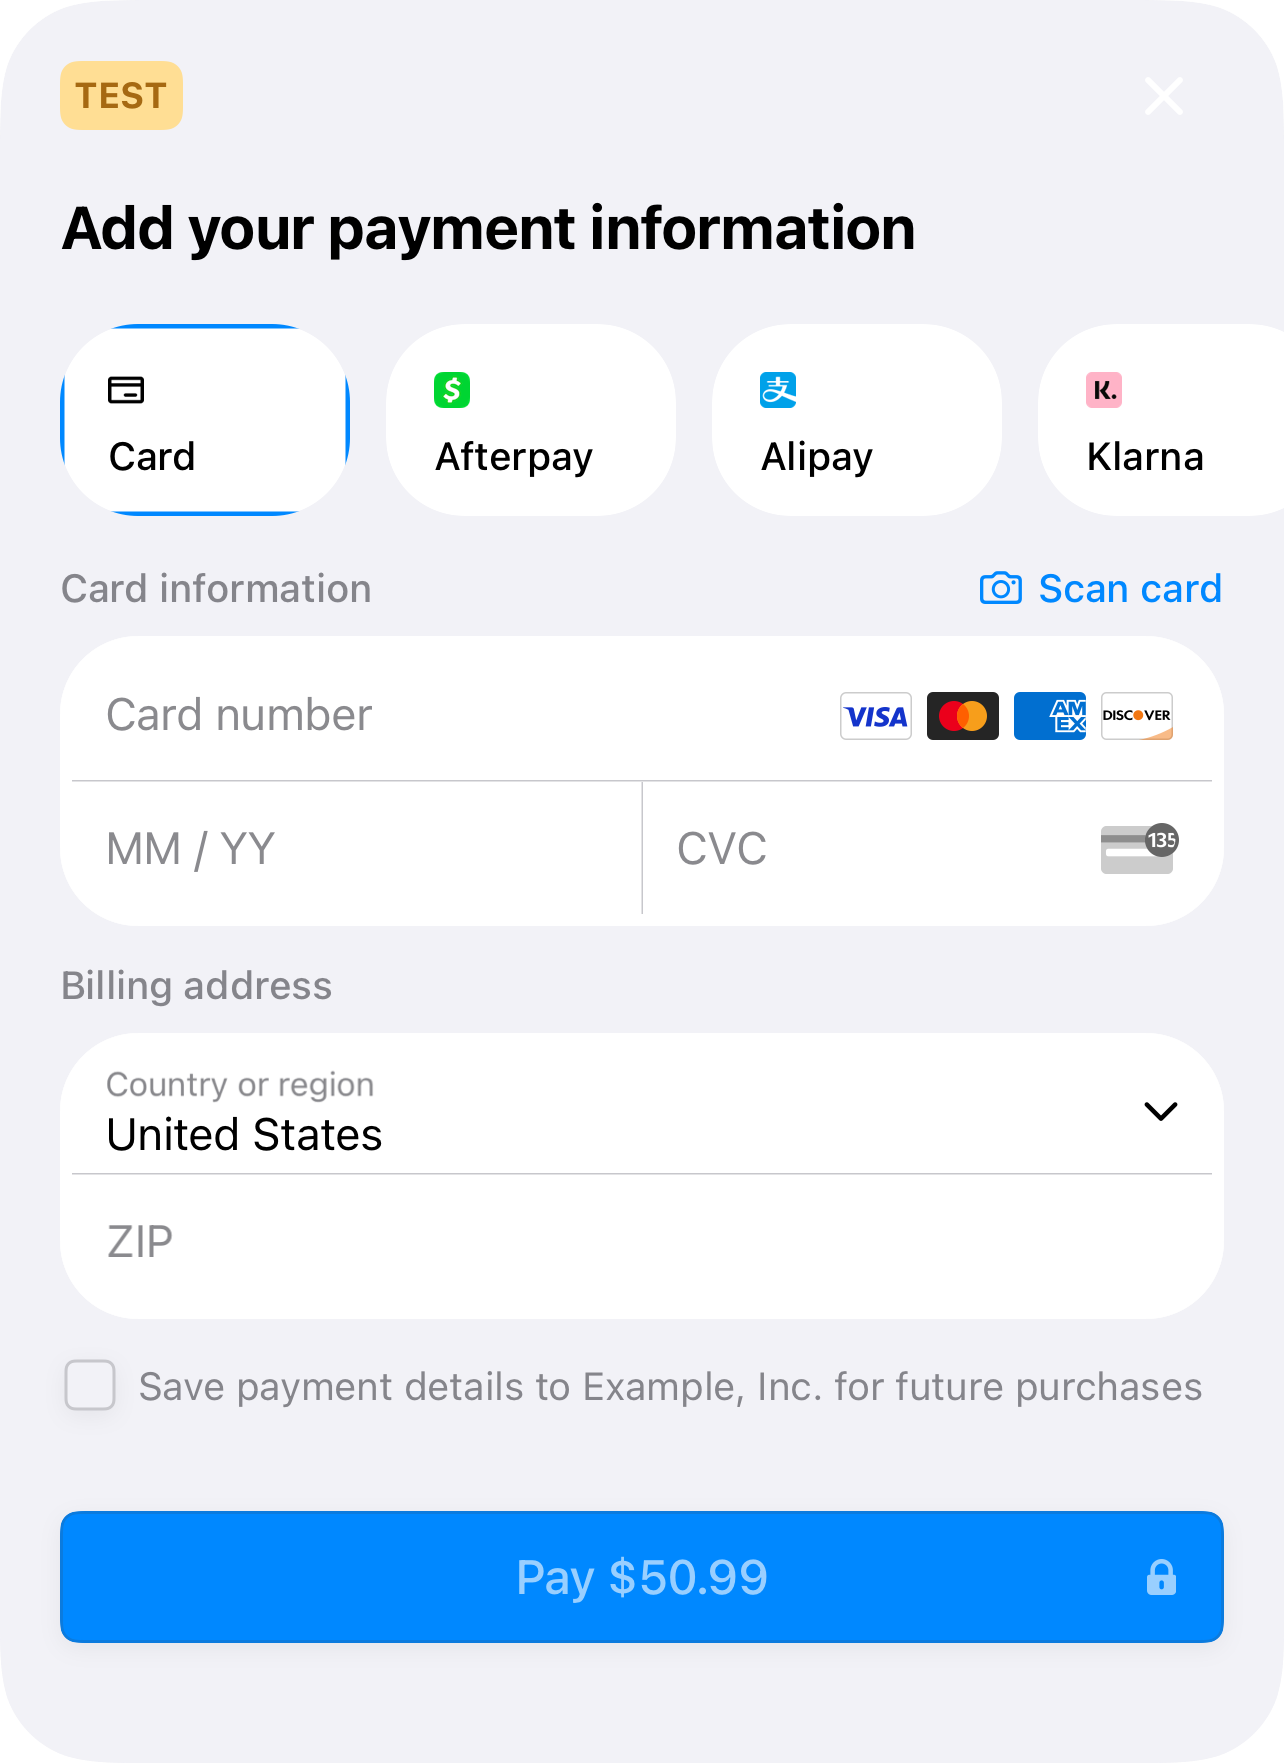 TEST
Add your payment information
Card
Afterpay
Alipay
K.
Klarna
Card information
Scan card
Card number
VISA
AM
EX
DISCOVER
MM / YY
CVC
135
Billing address
Country or region
United States
ZIP
Save payment details to Example, Inc. for future purchases
Pay $50.99